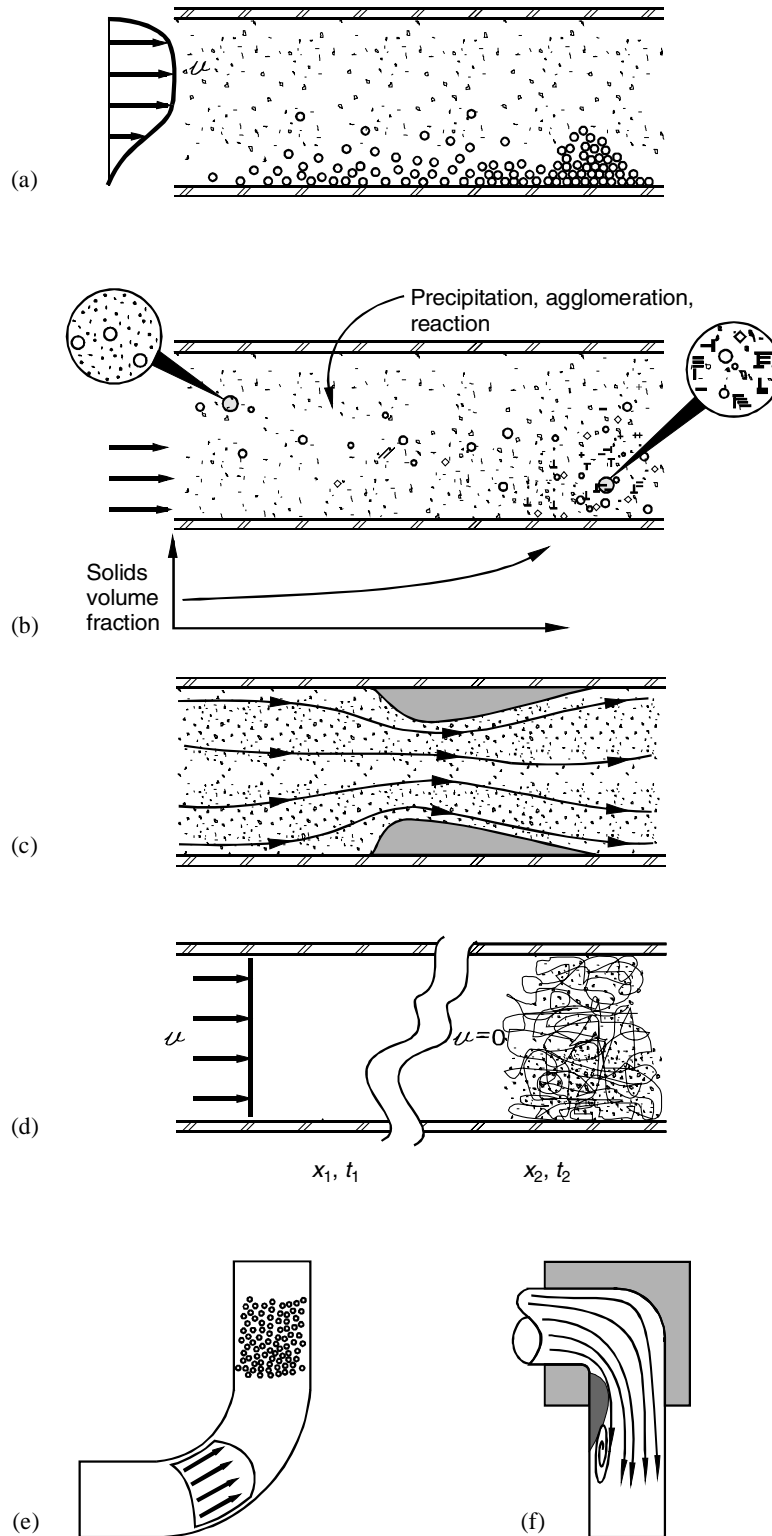 𝓊
(a)
Precipitation, agglomeration,
reaction
Solids
volume
fraction
(b)
(c)
𝓊
𝓊=0
(d)
x₁, t₁
x₂, t₂
(e)
(f)